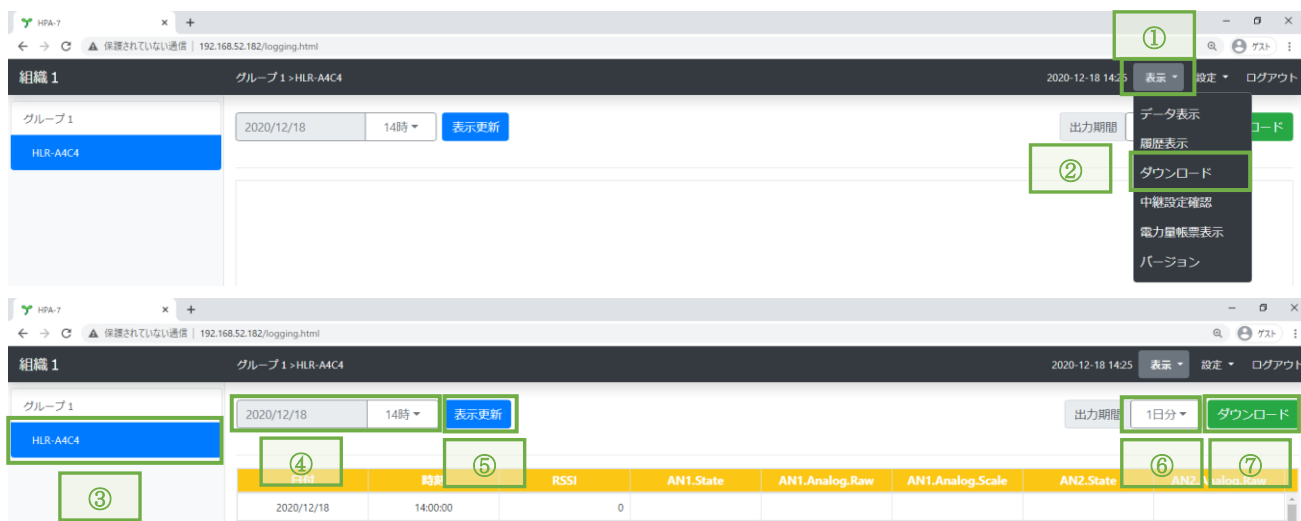 HPA-7
保護されていない通信 | 192.168.52.182/logging.html
ゲスト
①
組織 1
グループ 1 >HLR-A4C4
2020-12-18 14:25
表示
設定
ログアウト
グループ 1
HLR-A4C4
2020/12/18
14時
表示更新
出力期間
ード
データ表示
履歴表示
②
ダウンロード
中継設定確認
電力量帳票表示
バージョン
HPA-7
保護されていない通信 | 192.168.52.182/logging.html
ゲスト
組織 1
グループ 1 >HLR-A4C4
2020-12-18 14:25
表示
設定
ログアウト
グループ 1
HLR-A4C4
2020/12/18
14時
表示更新
出力期間
1日分
ダウンロード
③
④
⑤
⑥
⑦
日付 時刻 RSSI AN1.State AN1.Analog.Raw AN1.Analog.Scale AN2.State AN2.Analog.Raw
2020/12/18 14:00:00 0